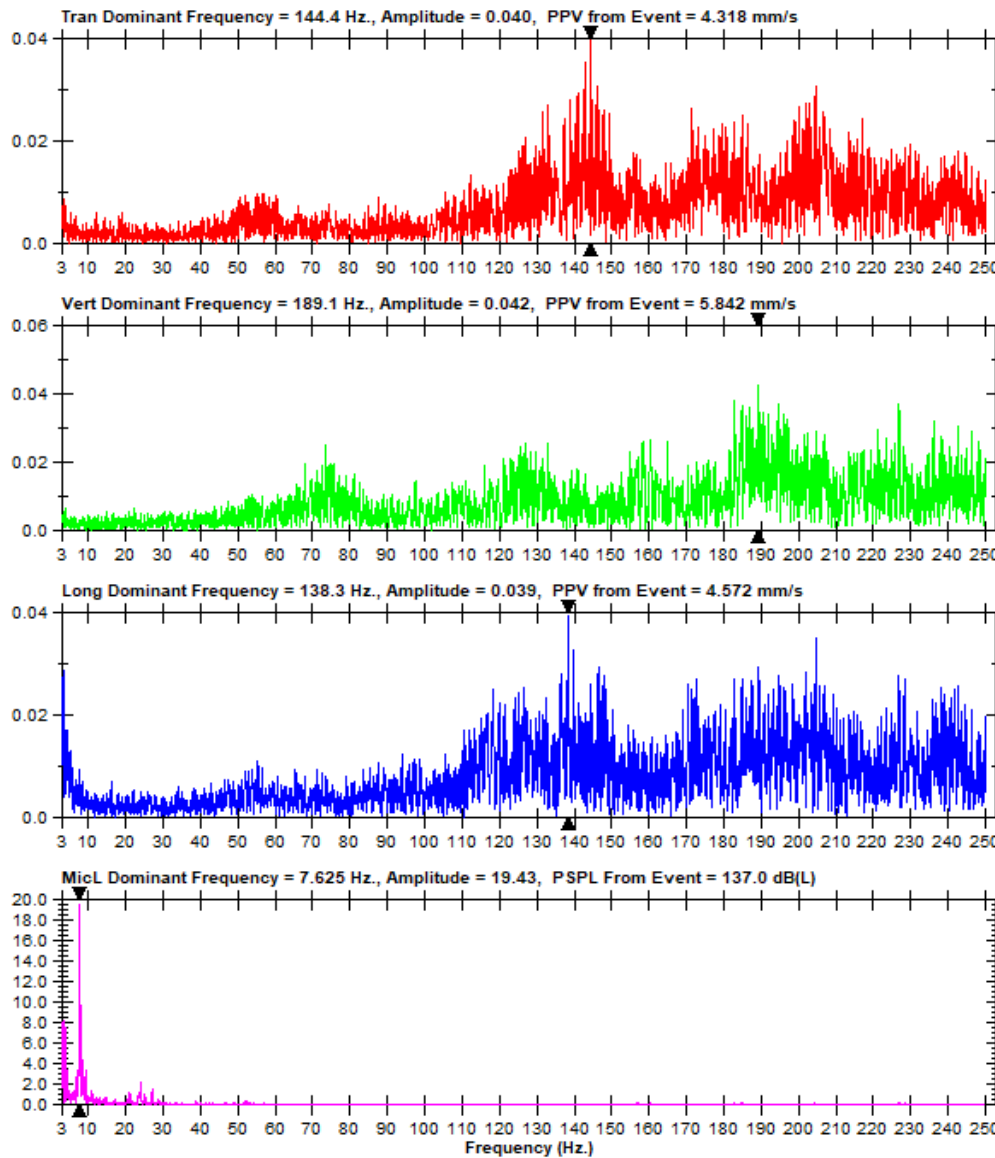 Tran Dominant Frequency = 144.4 Hz., Amplitude = 0.040, PPV from Event = 4.318 mm/s
0.04
0.02
0.0
3 10 20 30 40 50 60 70 80 90 100 110 120 130 140 150 160 170 180 190 200 210 220 230 240 250
Vert Dominant Frequency = 189.1 Hz., Amplitude = 0.042, PPV from Event = 5.842 mm/s
0.06
0.04
0.02
0.0
3 10 20 30 40 50 60 70 80 90 100 110 120 130 140 150 160 170 180 190 200 210 220 230 240 250
Long Dominant Frequency = 138.3 Hz., Amplitude = 0.039, PPV from Event = 4.572 mm/s
0.04
0.02
0.0
3 10 20 30 40 50 60 70 80 90 100 110 120 130 140 150 160 170 180 190 200 210 220 230 240 250
MicL Dominant Frequency = 7.625 Hz., Amplitude = 19.43, PSPL From Event = 137.0 dB(L)
20.0
18.0
16.0
14.0
12.0
10.0
8.0
6.0
4.0
2.0
0.0
3 10 20 30 40 50 60 70 80 90 100 110 120 130 140 150 160 170 180 190 200 210 220 230 240 250
Frequency (Hz.)